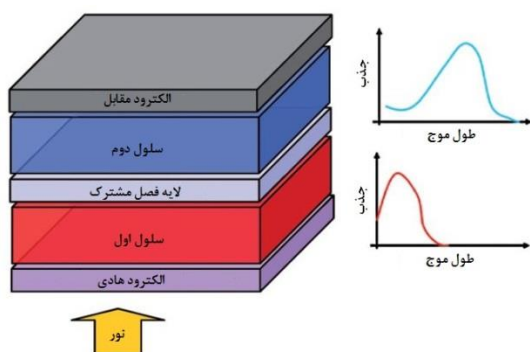 الکترود مقابل
سلول دوم
لایه فصل مشترک
سلول اول
الکترود هادی
نور
جذب
طول موج
جذب
طول موج